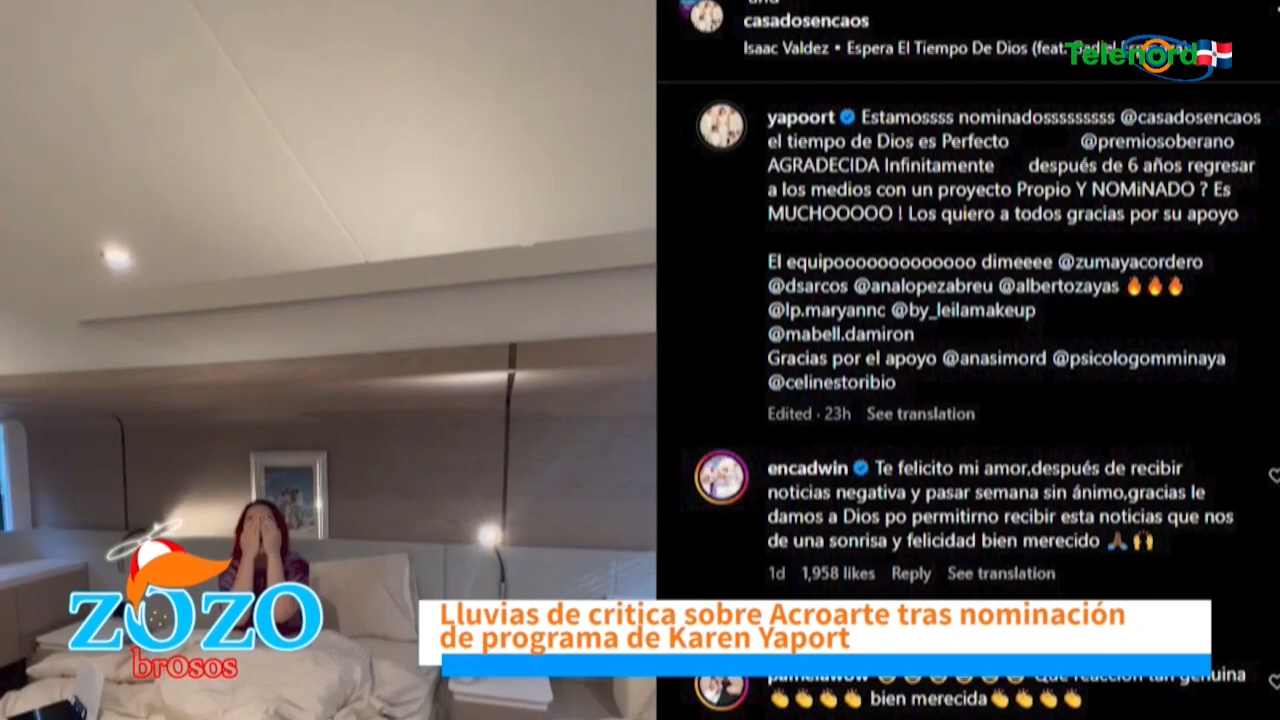 casadosencaos
Isaac Valdez • Espera El Tiempo De Dios (feat.
Telenord
yapoort Estamossss nominadosssssssss @casadosencaos
el tiempo de Dios es Perfecto @premiosoberano
AGRADECIDA Infinitamente después de 6 años regresar
a los medios con un proyecto Propio Y NOMiNADO ? Es
MUCHOOOOO ! Los quiero a todos gracias por su apoyo
El equipooooooooooooo dimeeee @zumayacordero
@dsarcos @analopezabreu @albertozayas 🔥🔥🔥
@lp.maryannc @by_leilamakeup
@mabell.damiron
Gracias por el apoyo @anasimord @psicologomminaya
@celinestoribio
Edited · 23h See translation
encadwin Te felicito mi amor,después de recibir
noticias negativa y pasar semana sin ánimo,gracias le
damos a Dios po permitirno recibir esta noticias que nos
de una sonrisa y felicidad bien merecido 🙏🏾 🙌
1d 1,958 likes Reply See translation
zozo
brosos
Lluvias de critica sobre Acroarte tras nominación
de programa de Karen Yaport
genuina
👏👏👏👏 bien merecida👏👏👏👏